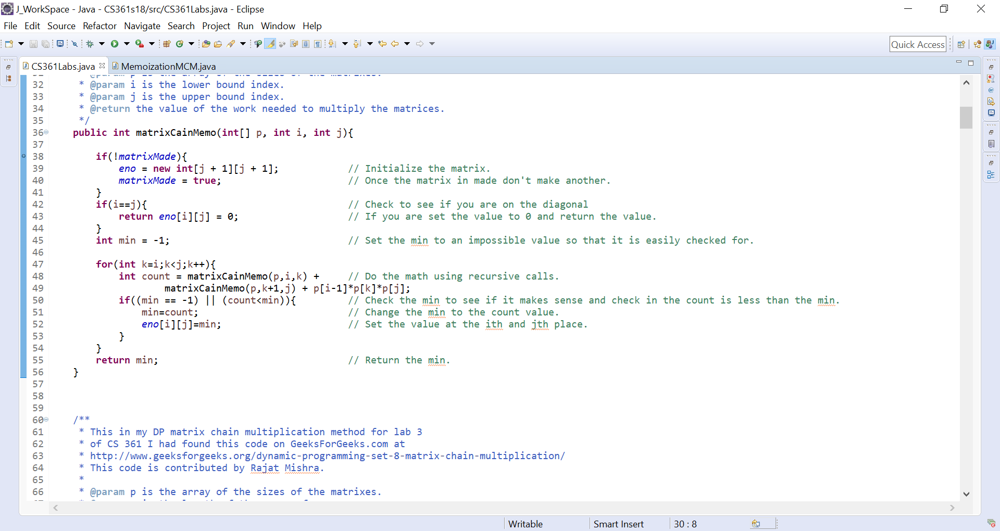 J_WorkSpace - Java - CS361s18/src/CS361Labs.java - Eclipse
File Edit Source Refactor Navigate Search Project Run Window Help
Quick Access
CS361Labs.java MemoizationMCM.java
32 * @param i is the lower bound index.
33 * @param j is the upper bound index.
34 * @return the value of the work needed to multiply the matrices.
35 */
36 public int matrixCainMemo(int[] p, int i, int j){
37
38 if(!matrixMade){
39 eno = new int[j + 1][j + 1]; // Initialize the matrix.
40 matrixMade = true; // Once the matrix in made don't make another.
41 }
42 if(i==j){ // Check to see if you are on the diagonal
43 return eno[i][j] = 0; // If you are set the value to 0 and return the value.
44 }
45 int min = -1; // Set the min to an impossible value so that it is easily checked for.
46
47 for(int k=i;k<j;k++){
48 int count = matrixCainMemo(p,i,k) + // Do the math using recursive calls.
49 matrixCainMemo(p,k+1,j) + p[i-1]*p[k]*p[j];
50 if((min == -1) || (count<min)){ // Check the min to see if it makes sense and check in the count is less than the min.
51 min=count; // Change the min to the count value.
52 eno[i][j]=min; // Set the value at the ith and jth place.
53 }
54 }
55 return min; // Return the min.
56 }
57
58
59
60 /**
61 * This in my DP matrix chain multiplication method for lab 3
62 * of CS 361 I had found this code on GeeksForGeeks.com at
63 * http://www.geeksforgeeks.org/dynamic-programming-set-8-matrix-chain-multiplication/
64 * This code is contributed by Rajat Mishra.
65 *
66 * @param p is the array of the sizes of the matrixes.
Writable Smart Insert 30 : 8